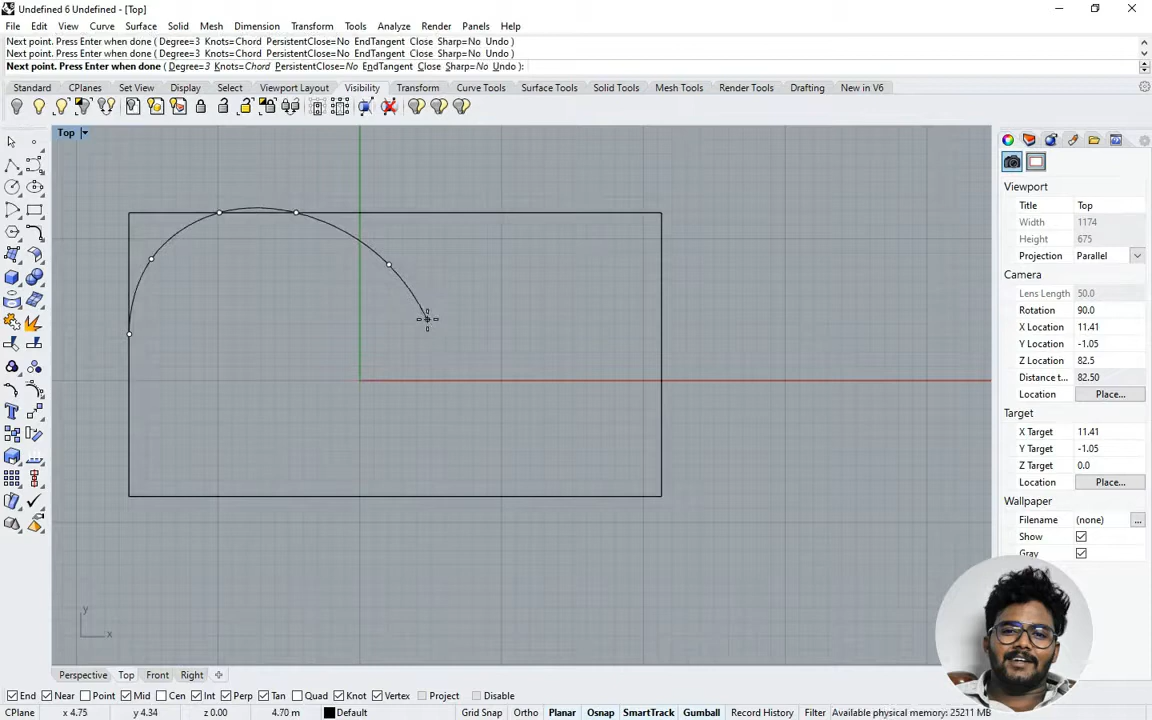 Undefined 6 Undefined - [Top]
File Edit View Curve Surface Solid Mesh Dimension Transform Tools Analyze Render Panels Help
Next point. Press Enter when done ( Degree=3 Knots=Chord PersistentClose=No EndTangent Close Sharp=No Undo )
Next point. Press Enter when done ( Degree=3 Knots=Chord PersistentClose=No EndTangent Close Sharp=No Undo )
Next point. Press Enter when done ( Degree=3 Knots=Chord PersistentClose=No EndTangent Close Sharp=No Undo ):
Standard CPlanes Set View Display Select Viewport Layout Visibility Transform Curve Tools Surface Tools Solid Tools Mesh Tools Render Tools Drafting New in V6
Top
Viewport
Title Top
Width 1174
Height 675
Projection Parallel
Camera
Lens Length 50.0
Rotation 90.0
X Location 11.41
Y Location -1.05
Z Location 82.5
Distance t... 82.50
Location Place...
Target
X Target 11.41
Y Target -1.05
Z Target 0.0
Location Place...
Wallpaper
Filename (none) ...
Show
Gray
y
x
Perspective Top Front Right
End Near Point Mid Cen Int Perp Tan Quad Knot Vertex Project Disable
CPlane x 4.75 y 4.34 z 0.00 4.70 m Default Grid Snap Ortho Planar Osnap SmartTrack Gumball Record History Filter Available physical memory: 25211 MB